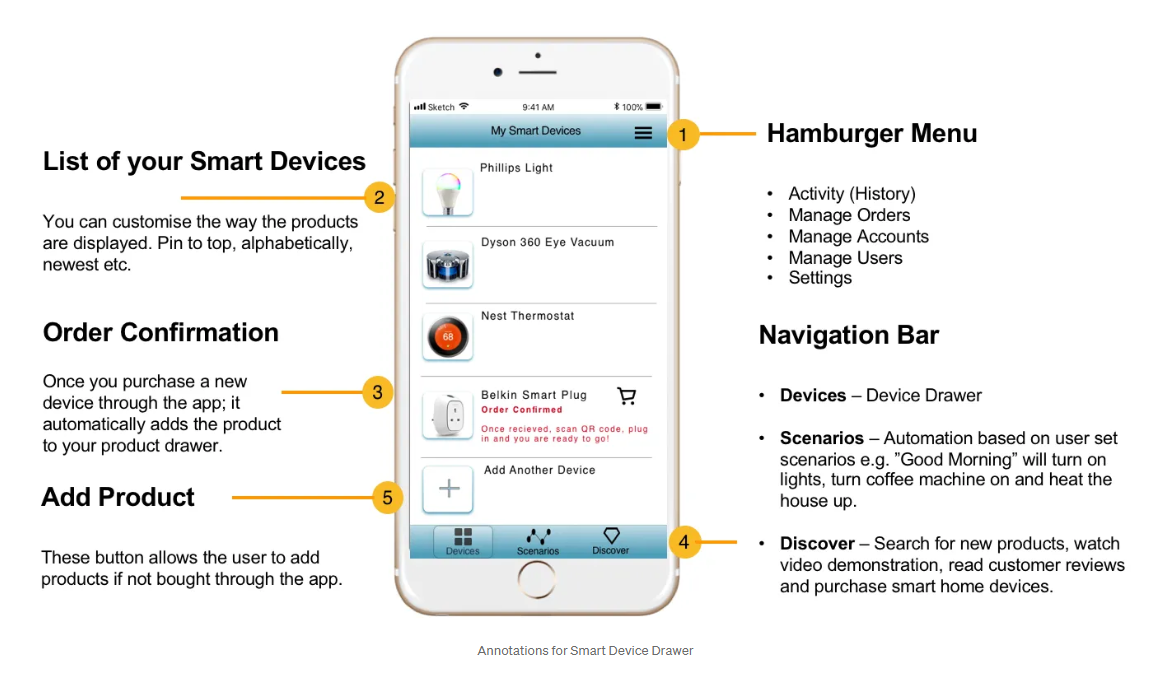 List of your Smart Devices
2
You can customise the way the products
are displayed. Pin to top, alphabetically,
newest etc.
Order Confirmation
3
Once you purchase a new
device through the app; it
automatically adds the product
to your product drawer.
Add Product
5
These button allows the user to add
products if not bought through the app.
Sketch 9:41 AM 100%
My Smart Devices
Phillips Light
Dyson 360 Eye Vacuum
Nest Thermostat
68
Belkin Smart Plug
Order Confirmed
Once recieved, scan QR code, plug
in and you are ready to go!
Add Another Device
Devices Scenarios Discover
1
Hamburger Menu
• Activity (History)
• Manage Orders
• Manage Accounts
• Manage Users
• Settings
Navigation Bar
4
• Devices – Device Drawer
• Scenarios – Automation based on user set
scenarios e.g. ”Good Morning” will turn on
lights, turn coffee machine on and heat the
house up.
• Discover – Search for new products, watch
video demonstration, read customer reviews
and purchase smart home devices.
Annotations for Smart Device Drawer